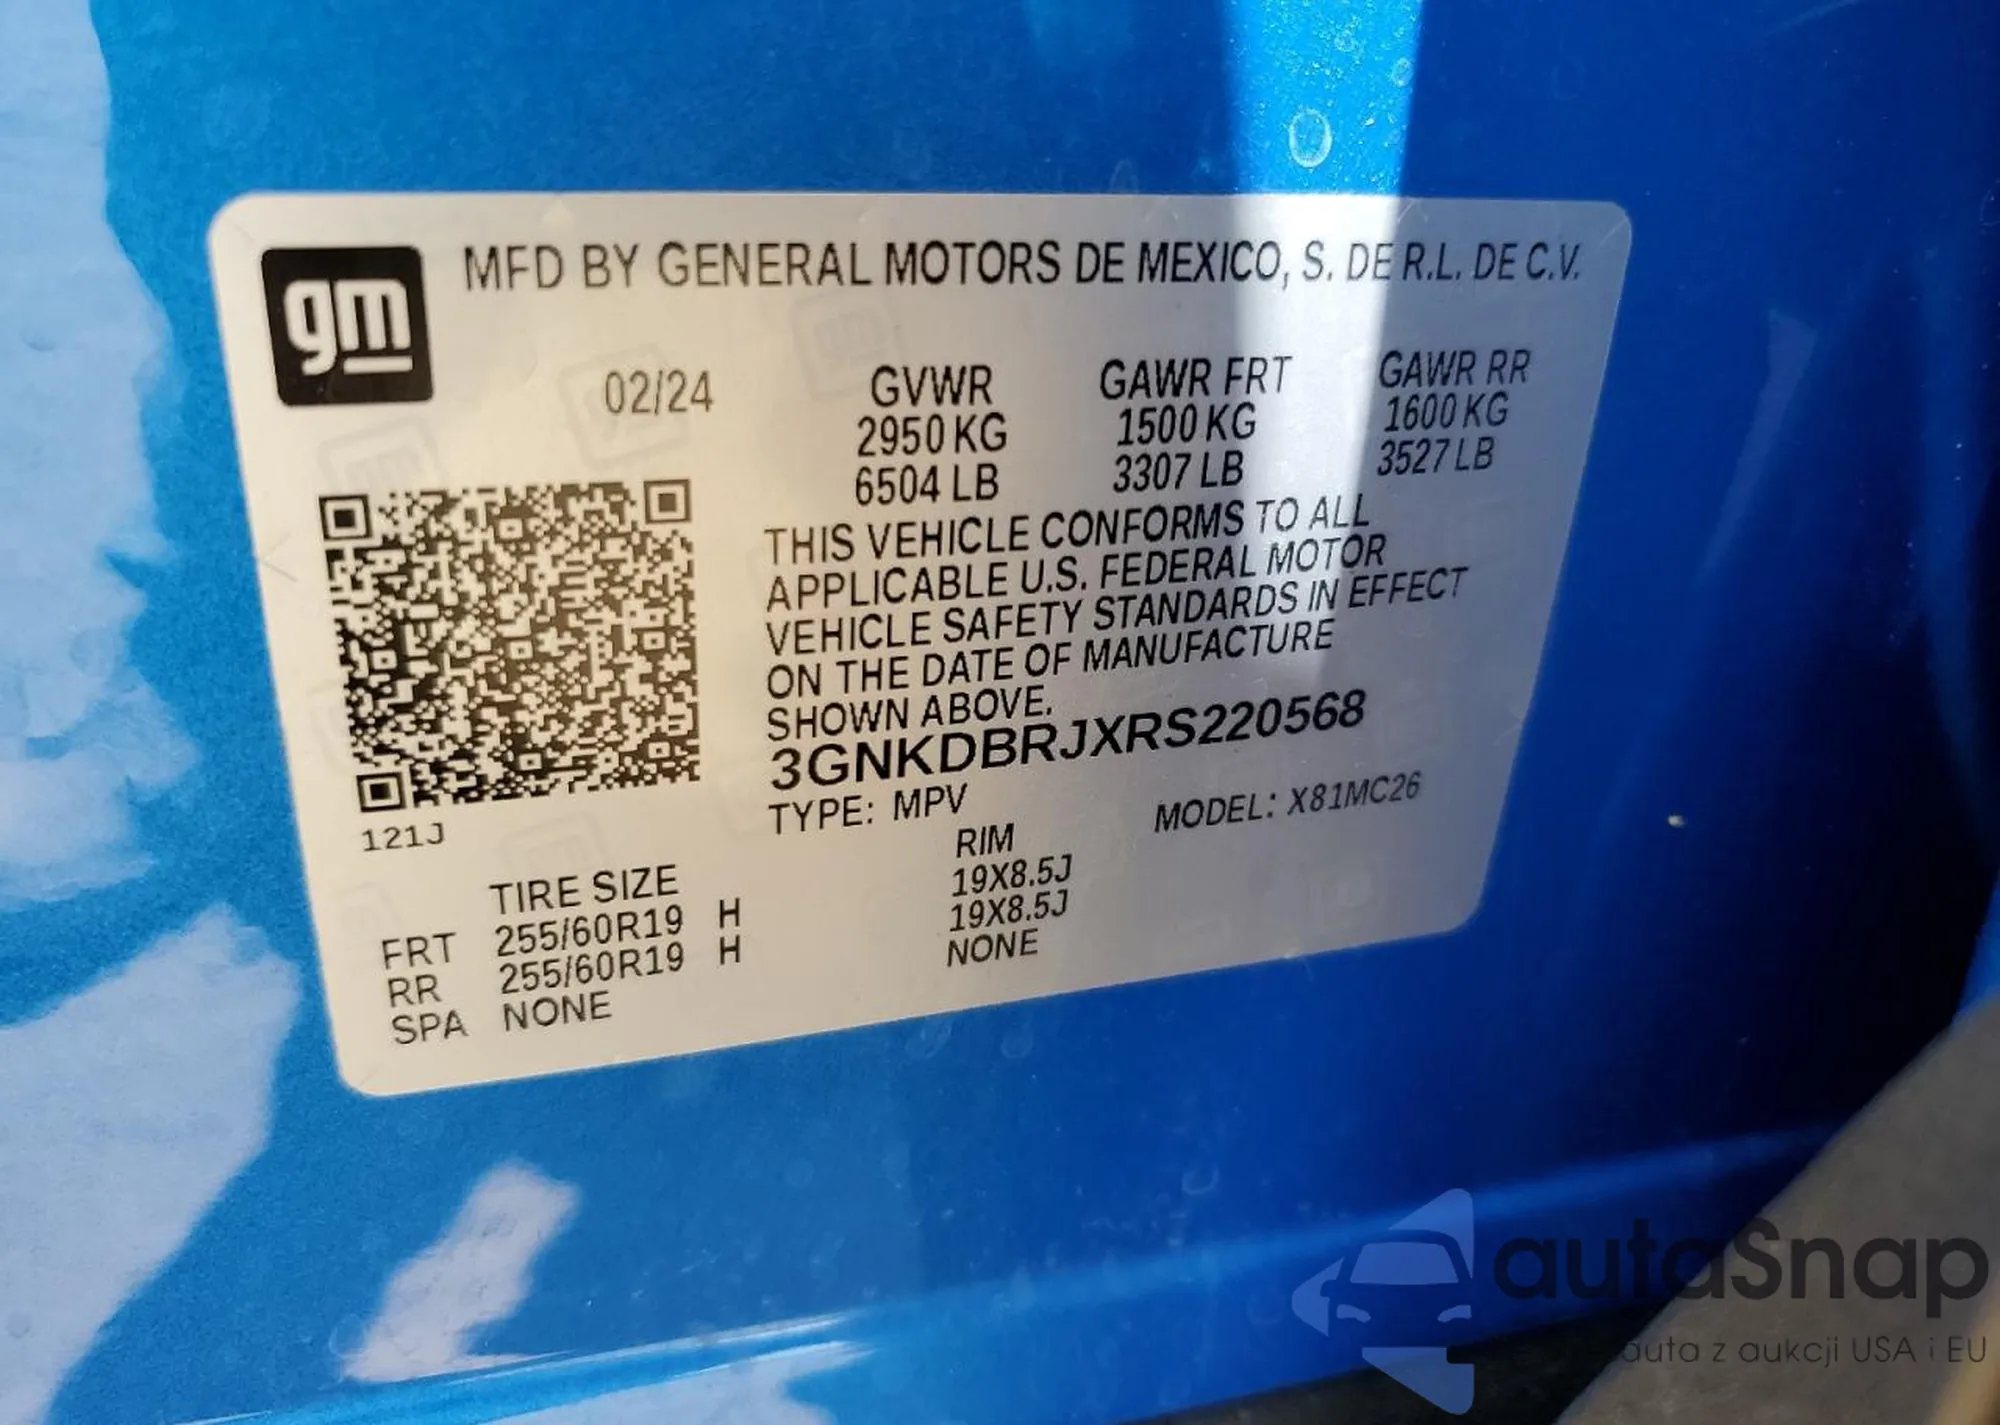 gm
MFD BY GENERAL MOTORS DE MEXICO, S. DE R.L. DE C.V.
02/24 GVWR GAWR FRT GAWR RR
2950 KG 1500 KG 1600 KG
6504 LB 3307 LB 3527 LB
THIS VEHICLE CONFORMS TO ALL
APPLICABLE U.S. FEDERAL MOTOR
VEHICLE SAFETY STANDARDS IN EFFECT
ON THE DATE OF MANUFACTURE
SHOWN ABOVE.
3GNKDBRJXRS220568
TYPE: MPV MODEL: X81MC26
121J
TIRE SIZE RIM
FRT 255/60R19 H 19X8.5J
RR 255/60R19 H 19X8.5J
SPA NONE NONE
autaSnap
auta z aukcji USA i EU